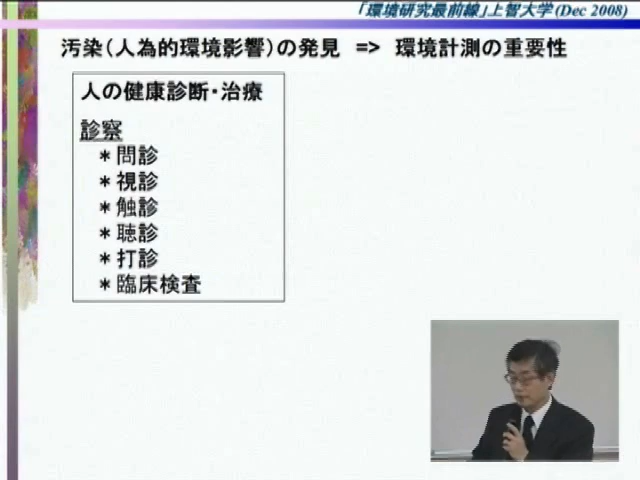 「環境研究最前線」上智大学(Dec 2008)
汚染(人為的環境影響)の発見 => 環境計測の重要性
人の健康診断・治療
診察
*問診
*視診
*触診
*聴診
*打診
*臨床検査